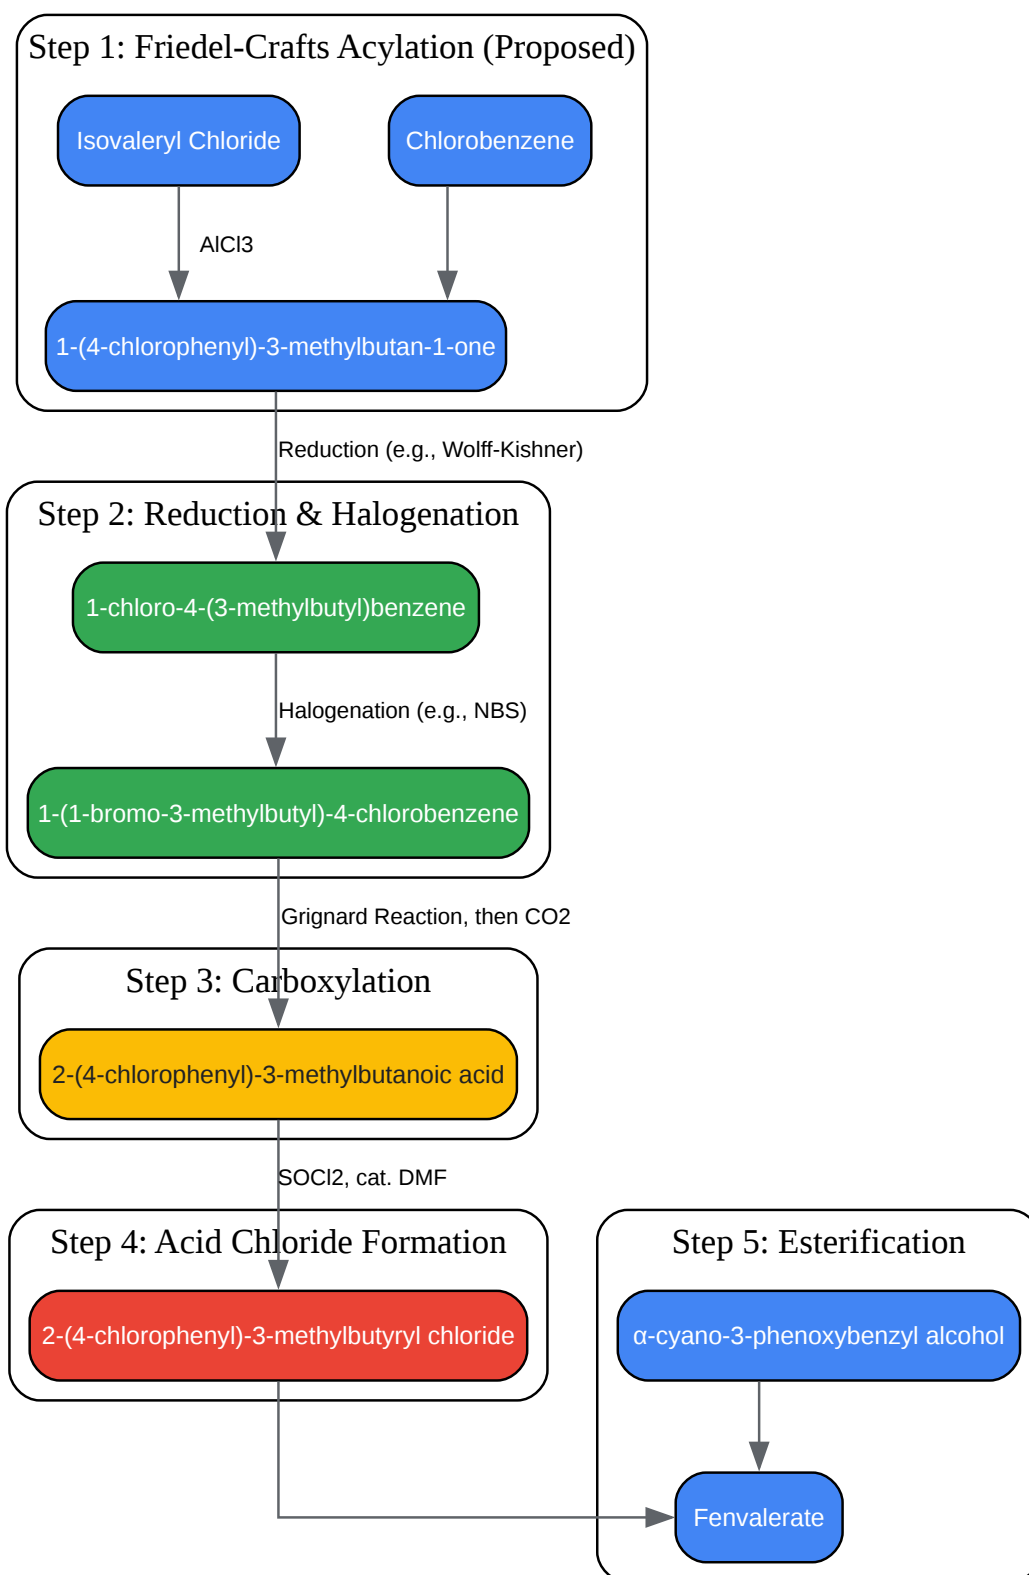 Step 1: Friedel-Crafts Acylation (Proposed)
Isovaleryl Chloride
Chlorobenzene
AlCl3
1-(4-chlorophenyl)-3-methylbutan-1-one
Reduction (e.g., Wolff-Kishner)
Step 2: Reduction & Halogenation
1-chloro-4-(3-methylbutyl)benzene
Halogenation (e.g., NBS)
1-(1-bromo-3-methylbutyl)-4-chlorobenzene
Grignard Reaction, then CO2
Step 3: Carboxylation
2-(4-chlorophenyl)-3-methylbutanoic acid
SOCl2, cat. DMF
Step 4: Acid Chloride Formation
2-(4-chlorophenyl)-3-methylbutyryl chloride
Step 5: Esterification
α-cyano-3-phenoxybenzyl alcohol
Fenvalerate